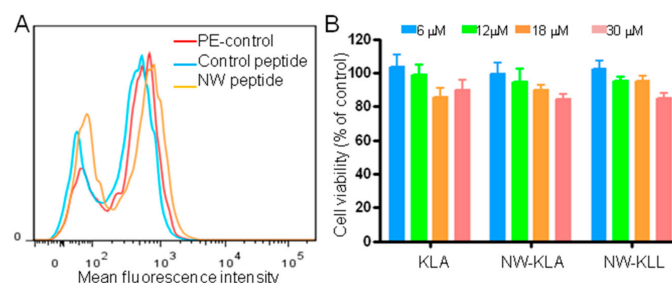 A
PE-control
Control peptide
NW peptide
0
0 10² 10³ 10⁴ 10⁵
Mean fluorescence intensity
B
6 µM 12µM 18 µM 30 µM
Cell viability (% of control)
120
100
80
60
40
20
0
KLA NW-KLA NW-KLL